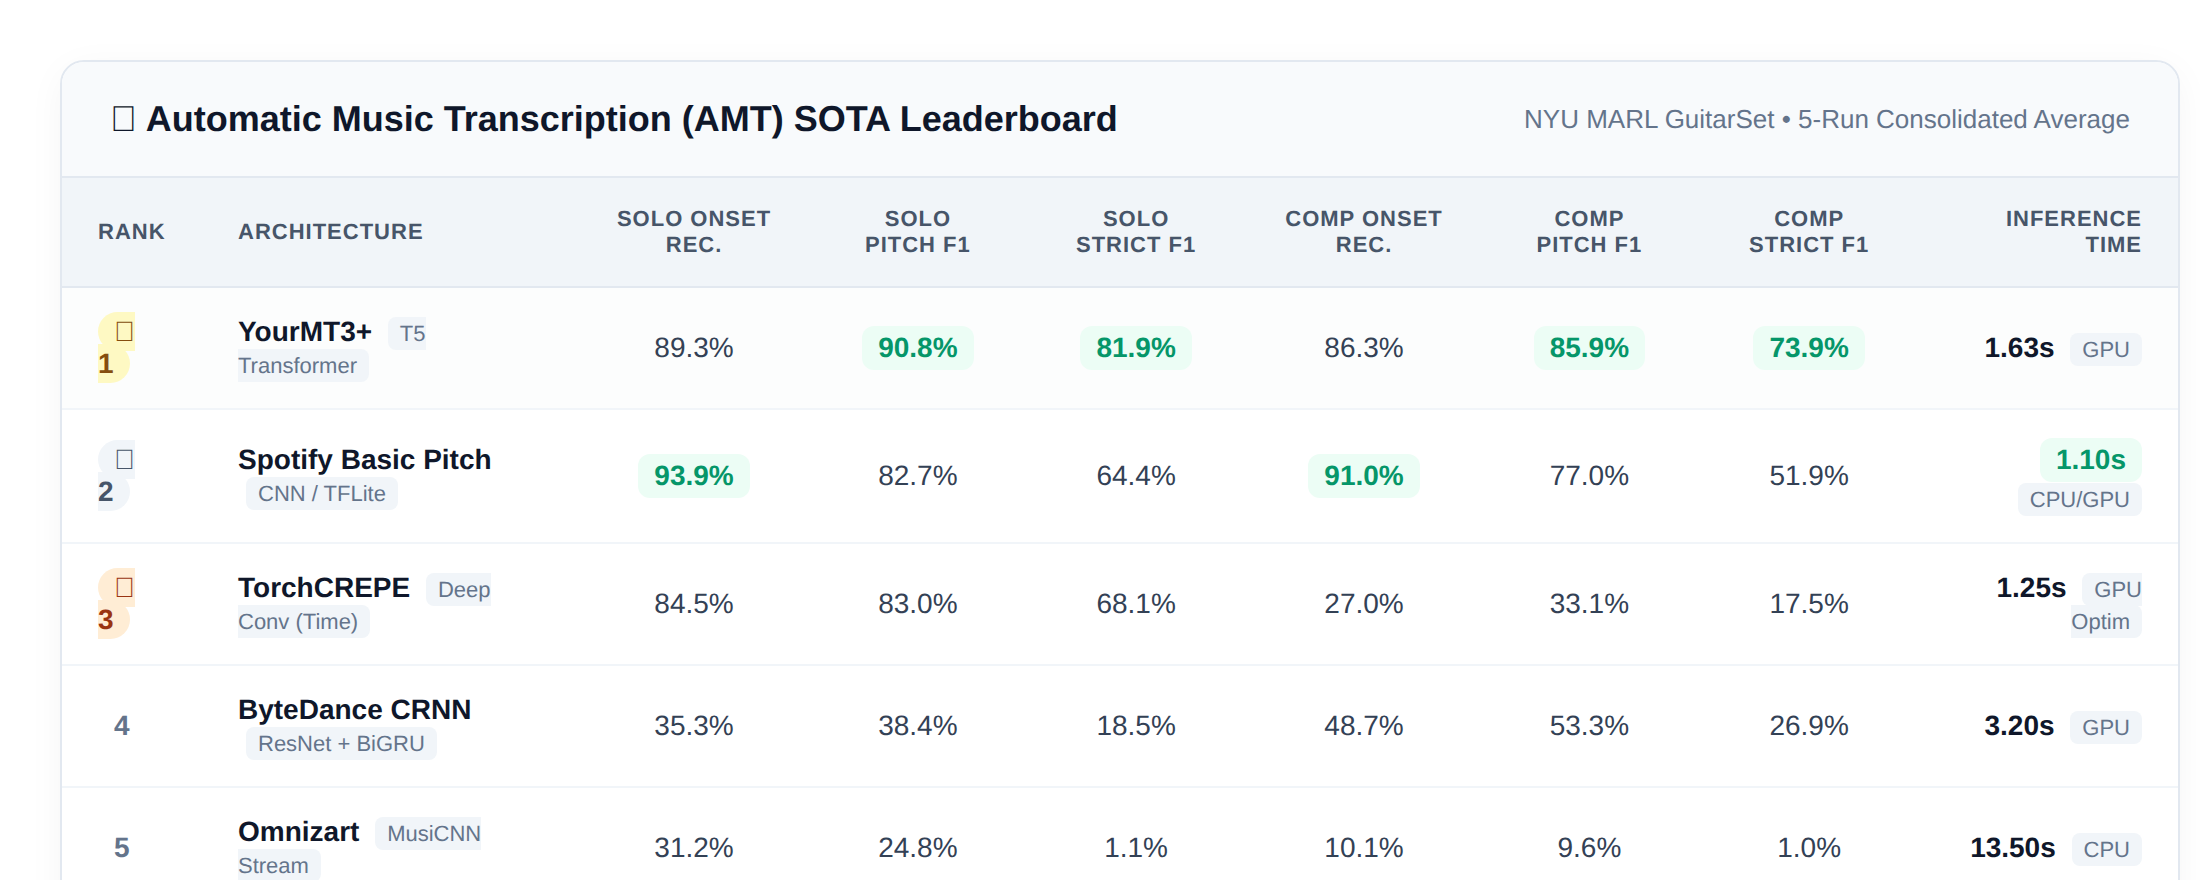 Automatic Music Transcription (AMT) SOTA Leaderboard
NYU MARL GuitarSet • 5-Run Consolidated Average
RANK
ARCHITECTURE
SOLO ONSET
REC.
SOLO
PITCH F1
SOLO
STRICT F1
COMP ONSET
REC.
COMP
PITCH F1
COMP
STRICT F1
INFERENCE
TIME
1
YourMT3+ T5
Transformer
89.3%
90.8%
81.9%
86.3%
85.9%
73.9%
1.63s GPU
2
Spotify Basic Pitch
CNN / TFLite
93.9%
82.7%
64.4%
91.0%
77.0%
51.9%
1.10s
CPU/GPU
3
TorchCREPE Deep
Conv (Time)
84.5%
83.0%
68.1%
27.0%
33.1%
17.5%
1.25s GPU
Optim
4
ByteDance CRNN
ResNet + BiGRU
35.3%
38.4%
18.5%
48.7%
53.3%
26.9%
3.20s GPU
5
Omnizart MusiCNN
Stream
31.2%
24.8%
1.1%
10.1%
9.6%
1.0%
13.50s CPU